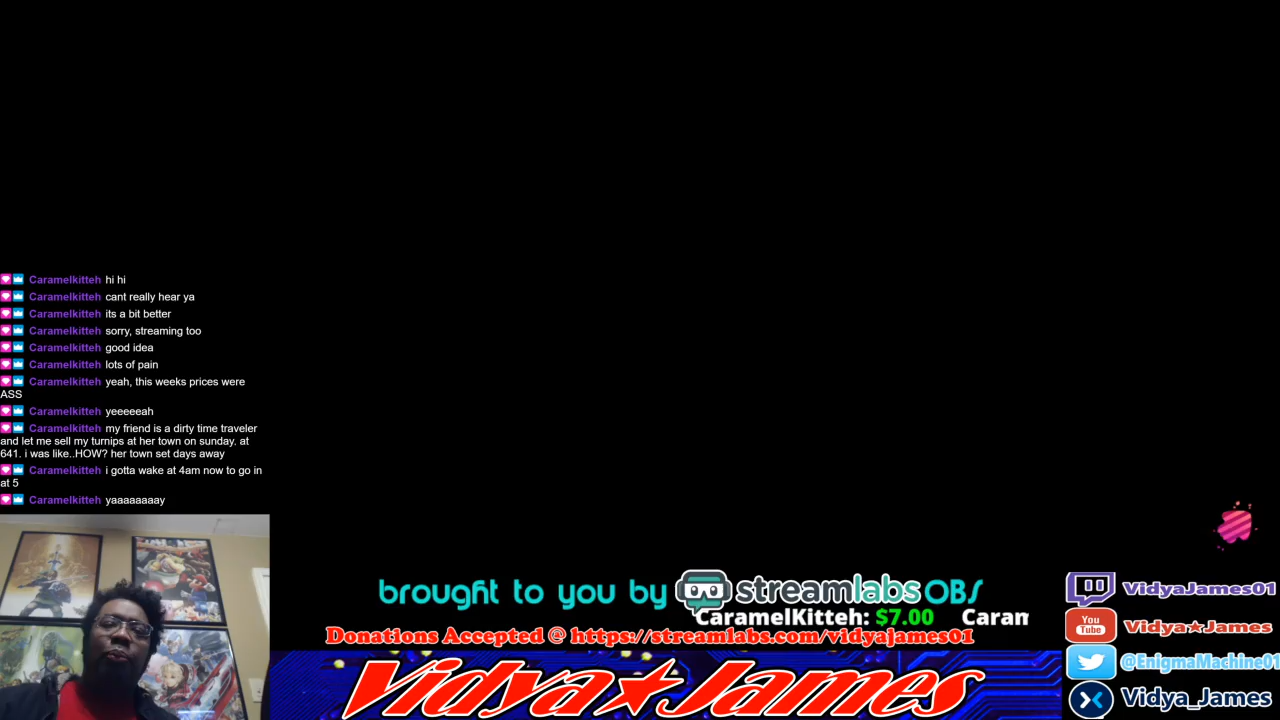 Caramelkitteh hi hi
Caramelkitteh cant really hear ya
Caramelkitteh its a bit better
Caramelkitteh sorry, streaming too
Caramelkitteh good idea
Caramelkitteh lots of pain
Caramelkitteh yeah, this weeks prices were
ASS
Caramelkitteh yeeeeeah
Caramelkitteh my friend is a dirty time traveler
and let me sell my turnips at her town on sunday. at
641. i was like..HOW? her town set days away
Caramelkitteh i gotta wake at 4am now to go in
at 5
Caramelkitteh yaaaaaaaay
brought to you by streamlabs OBS
CaramelKitteh: $7.00 Caram
Donations Accepted @ https://streamlabs.com/vidyajames01
Vidya★James
VidyaJames01
You Tube Vidya★James
@EnigmaMachine01
Vidya_James